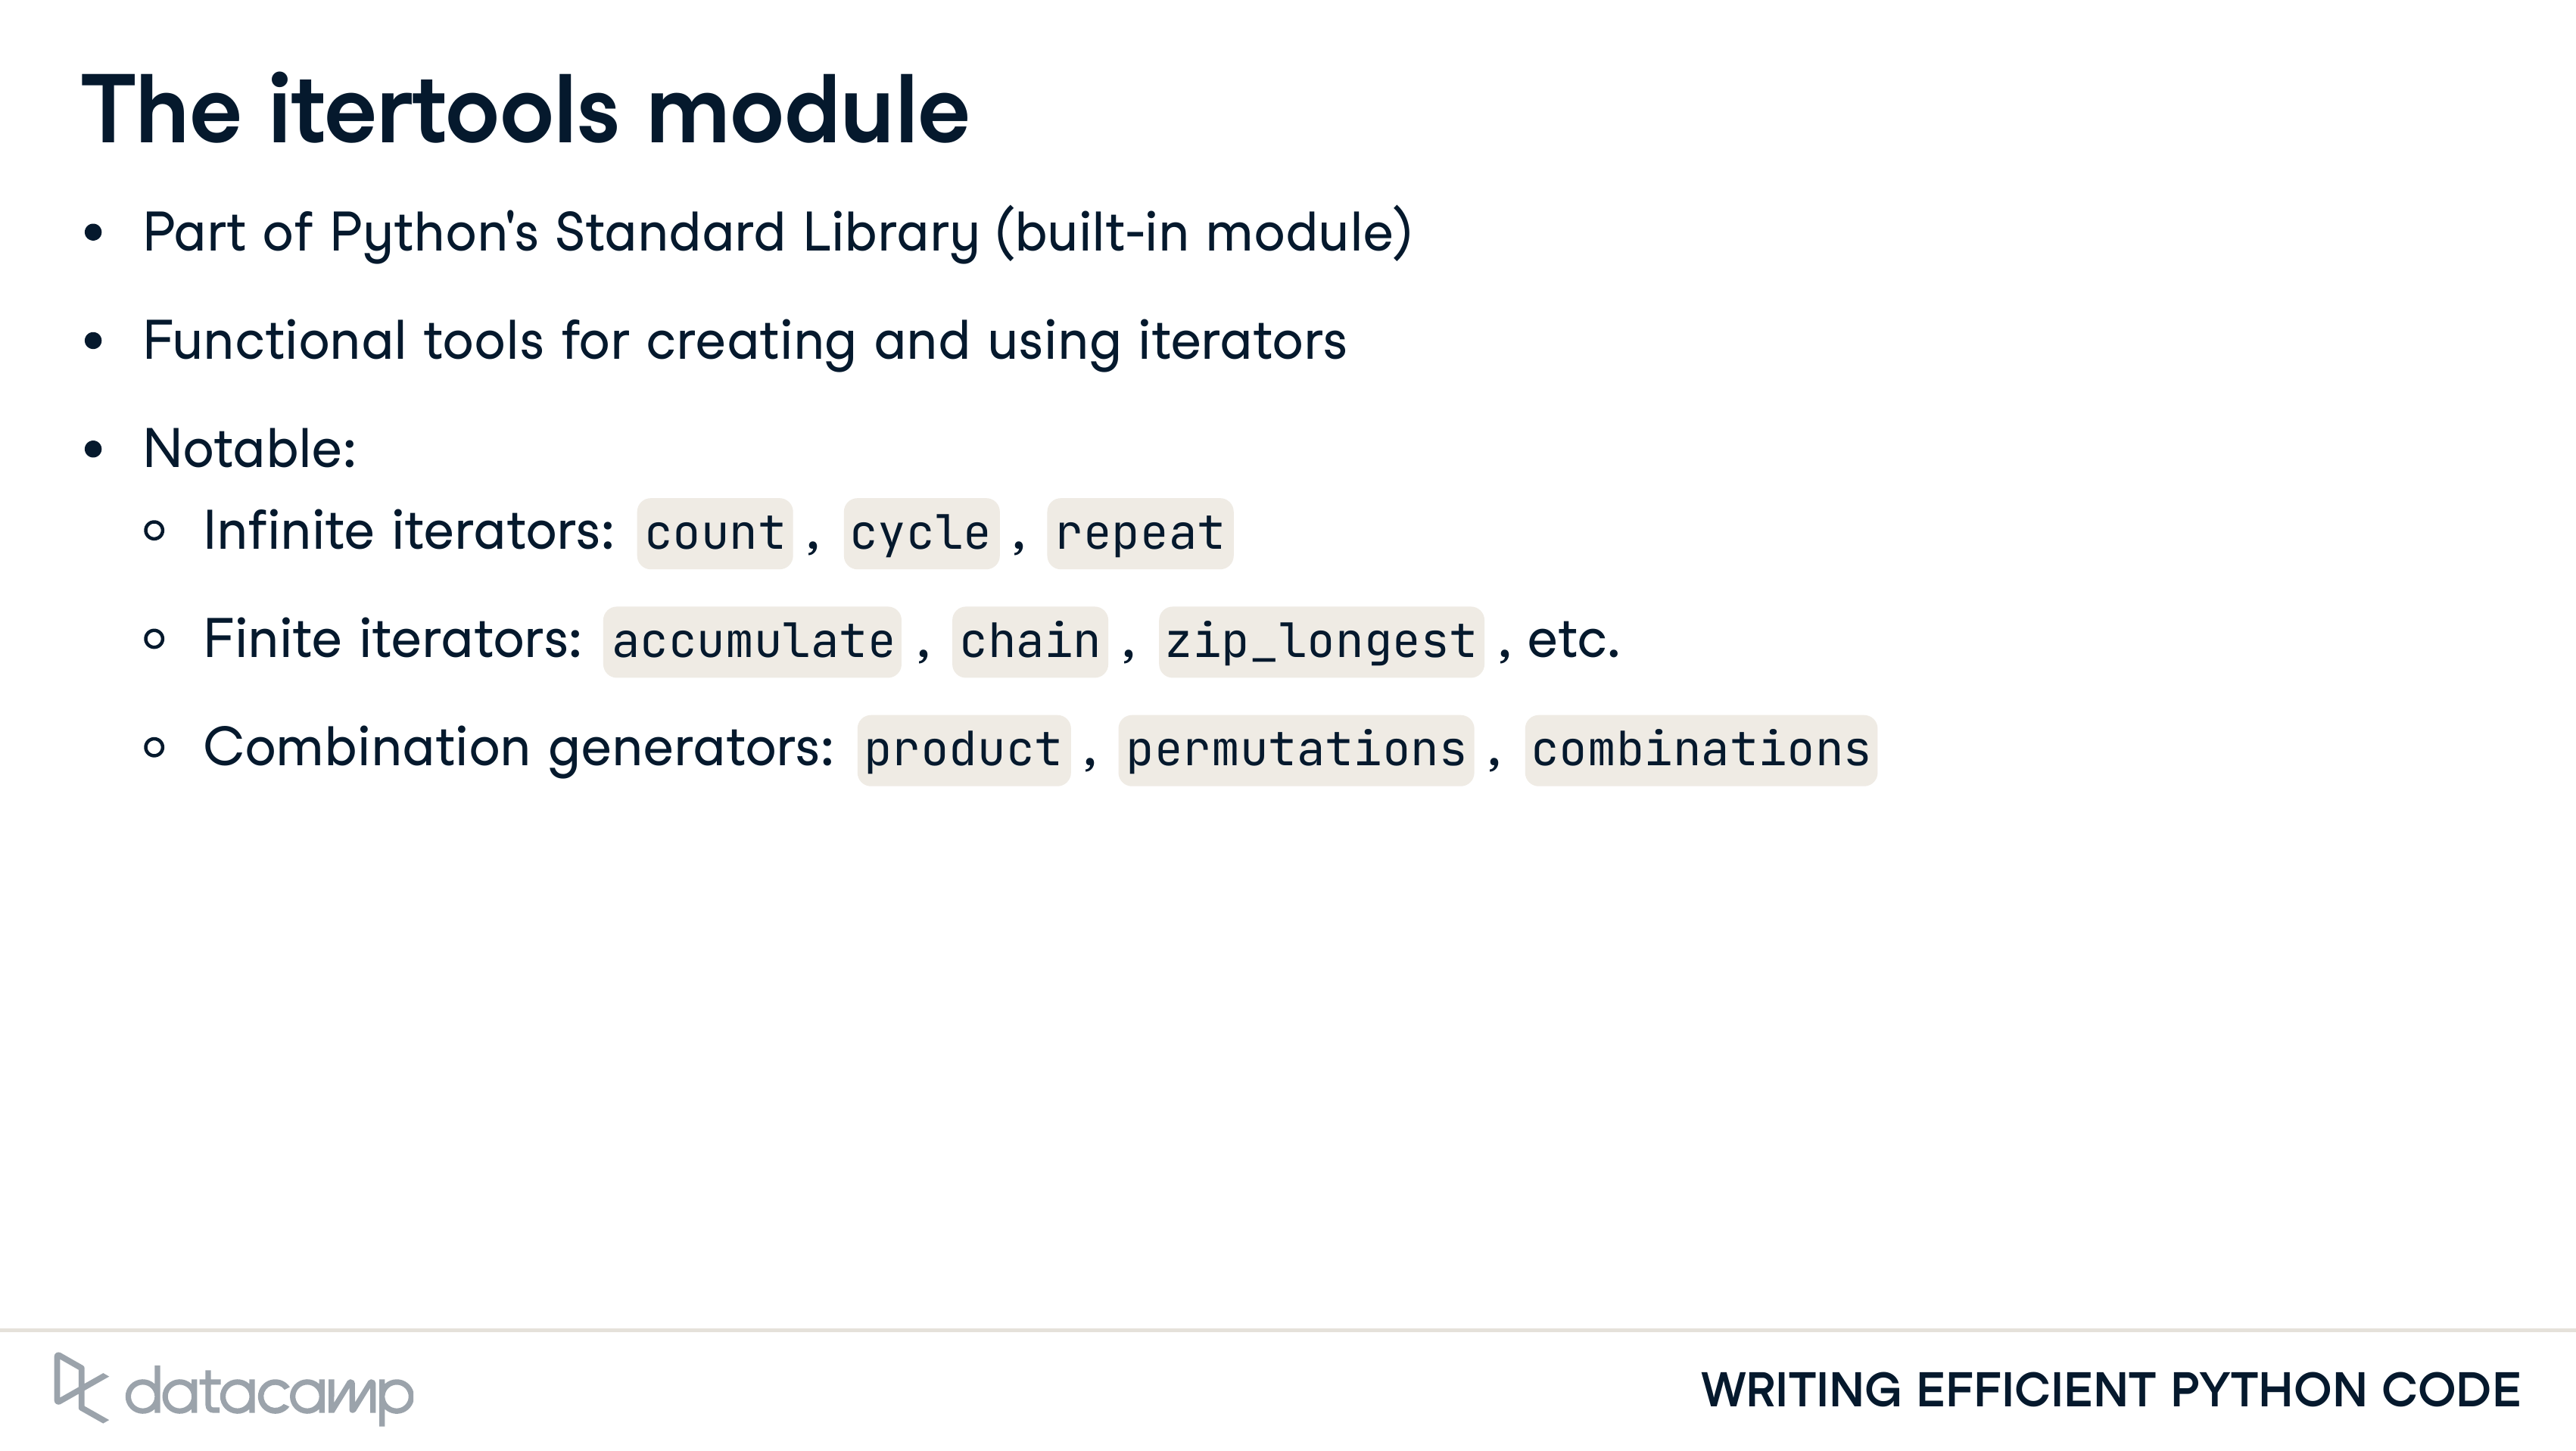 The itertools module
• Part of Python's Standard Library (built-in module)
• Functional tools for creating and using iterators
• Notable:
○ Infinite iterators: count , cycle , repeat
○ Finite iterators: accumulate , chain , zip_longest , etc.
○ Combination generators: product , permutations , combinations
datacamp
WRITING EFFICIENT PYTHON CODE